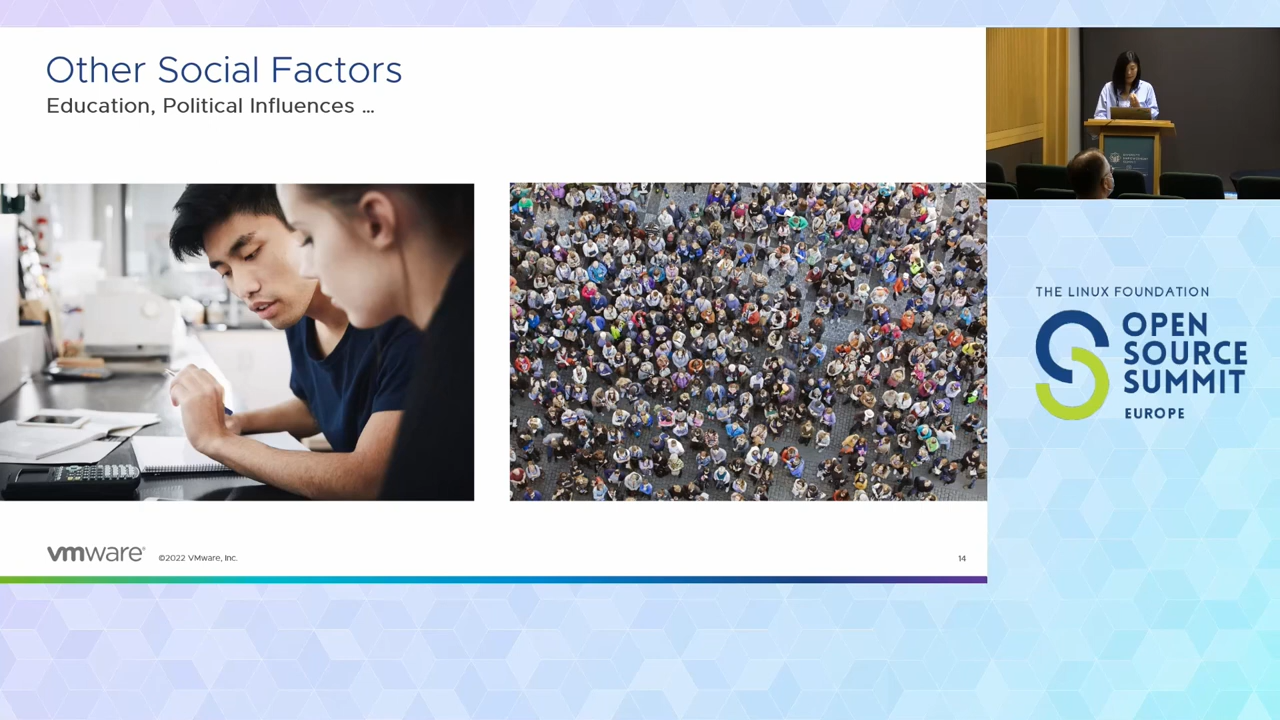 Other Social Factors
Education, Political Influences ...
vmware®
©2022 VMware, Inc.
14
THE LINUX FOUNDATION
OPEN
SOURCE
SUMMIT
EUROPE